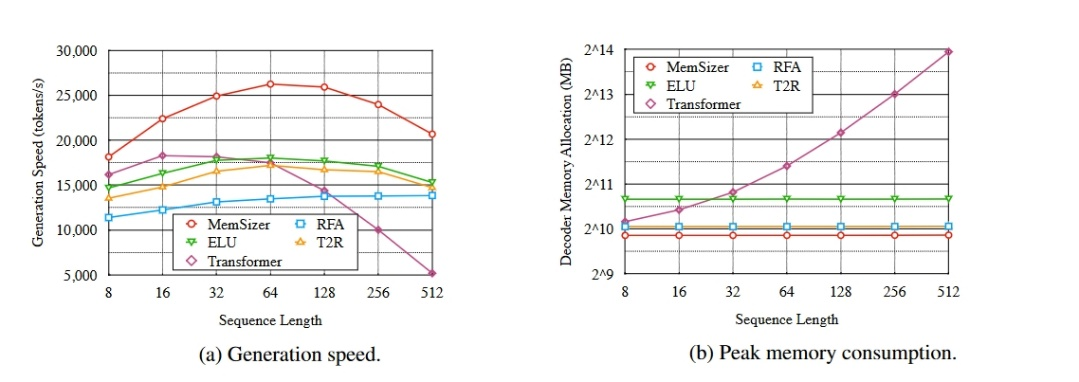 30,000
25,000
20,000
15,000
10,000
5,000
Generation Speed (tokens/s)
MemSizer
RFA
ELU
T2R
Transformer
8 16 32 64 128 256 512
Sequence Length
(a) Generation speed.
2^14
2^13
2^12
2^11
2^10
2^9
Decoder Memory Allocation (MB)
MemSizer
RFA
ELU
T2R
Transformer
8 16 32 64 128 256 512
Sequence Length
(b) Peak memory consumption.